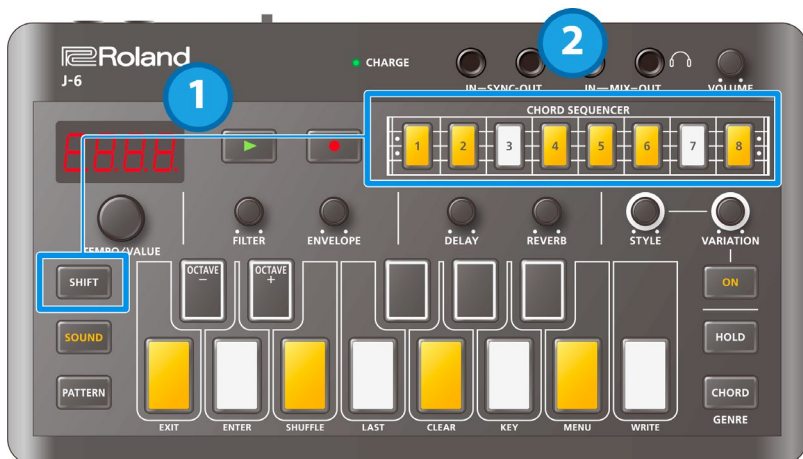 Roland
J-6
1
2
CHARGE
IN—SYNC-OUT
IN—MIX—OUT
VOLUME
CHORD SEQUENCER
1 2 3 4 5 6 7 8
TEMPO/VALUE
FILTER
ENVELOPE
DELAY
REVERB
STYLE
VARIATION
SHIFT
OCTAVE
−
OCTAVE
+
ON
SOUND
HOLD
PATTERN
CHORD
GENRE
EXIT
ENTER
SHUFFLE
LAST
CLEAR
KEY
MENU
WRITE